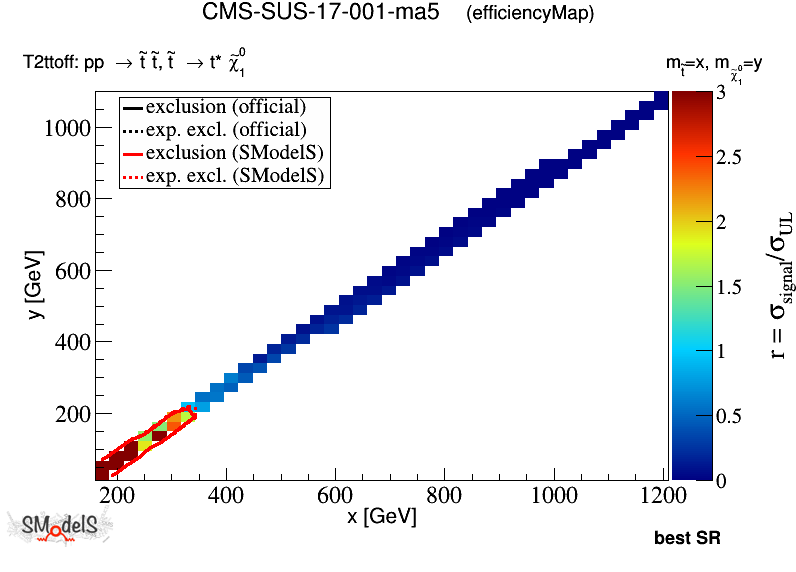 CMS-SUS-17-001-ma5 (efficiencyMap)
T2ttoff: pp → t̃ t̃, t̃ → t* χ̃₁⁰
m_t̃=x, m_χ̃₁⁰=y
exclusion (official)
exp. excl. (official)
exclusion (SModelS)
exp. excl. (SModelS)
y [GeV]
1000
800
600
400
200
200 400 600 800 1000 1200
x [GeV]
3
2.5
2
1.5
1
0.5
0
r = σ_signal/σ_UL
SModelS
best SR